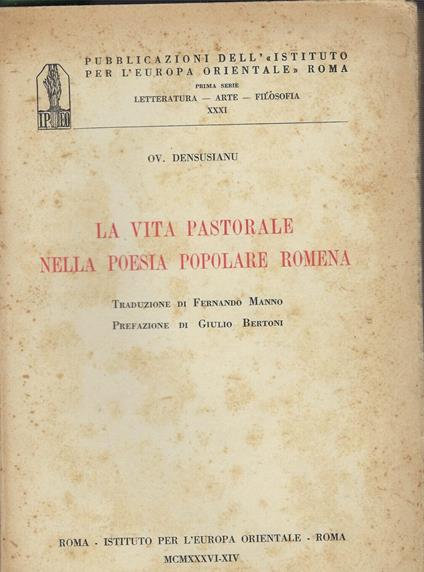 PUBBLICAZIONI DELL'«ISTITUTO
PER L'EUROPA ORIENTALE» ROMA
PRIMA SERIE
LETTERATURA — ARTE — FILOSOFIA
XXXI
IPEO
OV. DENSUSIANU
LA VITA PASTORALE
NELLA POESIA POPOLARE ROMENA
TRADUZIONE DI FERNANDO MANNO
PREFAZIONE DI GIULIO BERTONI
ROMA - ISTITUTO PER L'EUROPA ORIENTALE - ROMA
MCMXXXVI-XIV